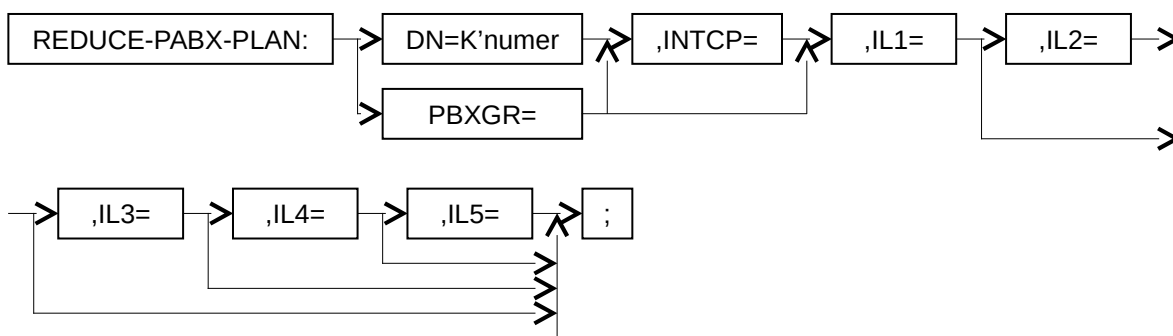 REDUCE-PABX-PLAN: DN=K’numer ,INTCP= ,IL1= ,IL2=
PBXGR=
,IL3= ,IL4= ,IL5= ;